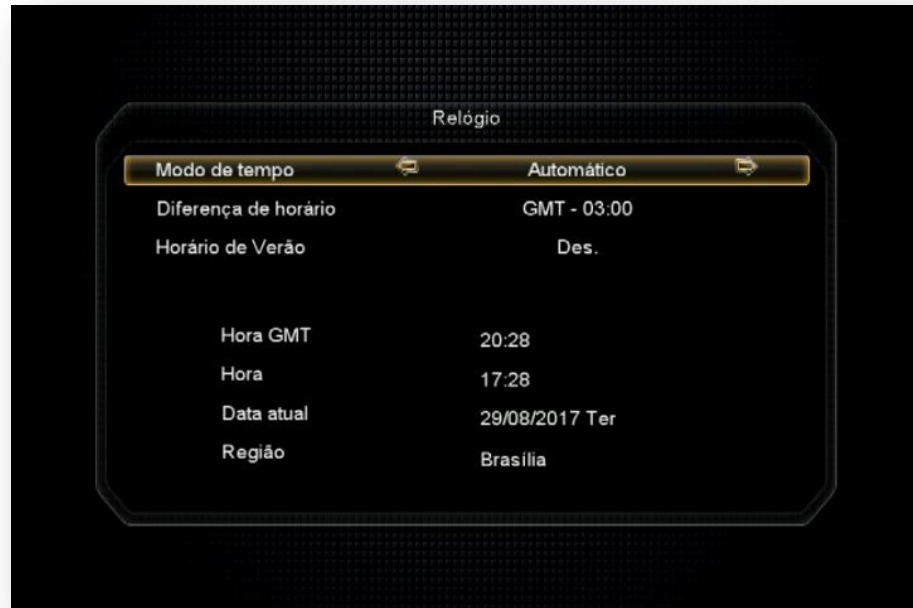 Relógio
Modo de tempo Automático
Diferença de horário GMT - 03:00
Horário de Verão Des.
Hora GMT 20:28
Hora 17:28
Data atual 29/08/2017 Ter
Região Brasília